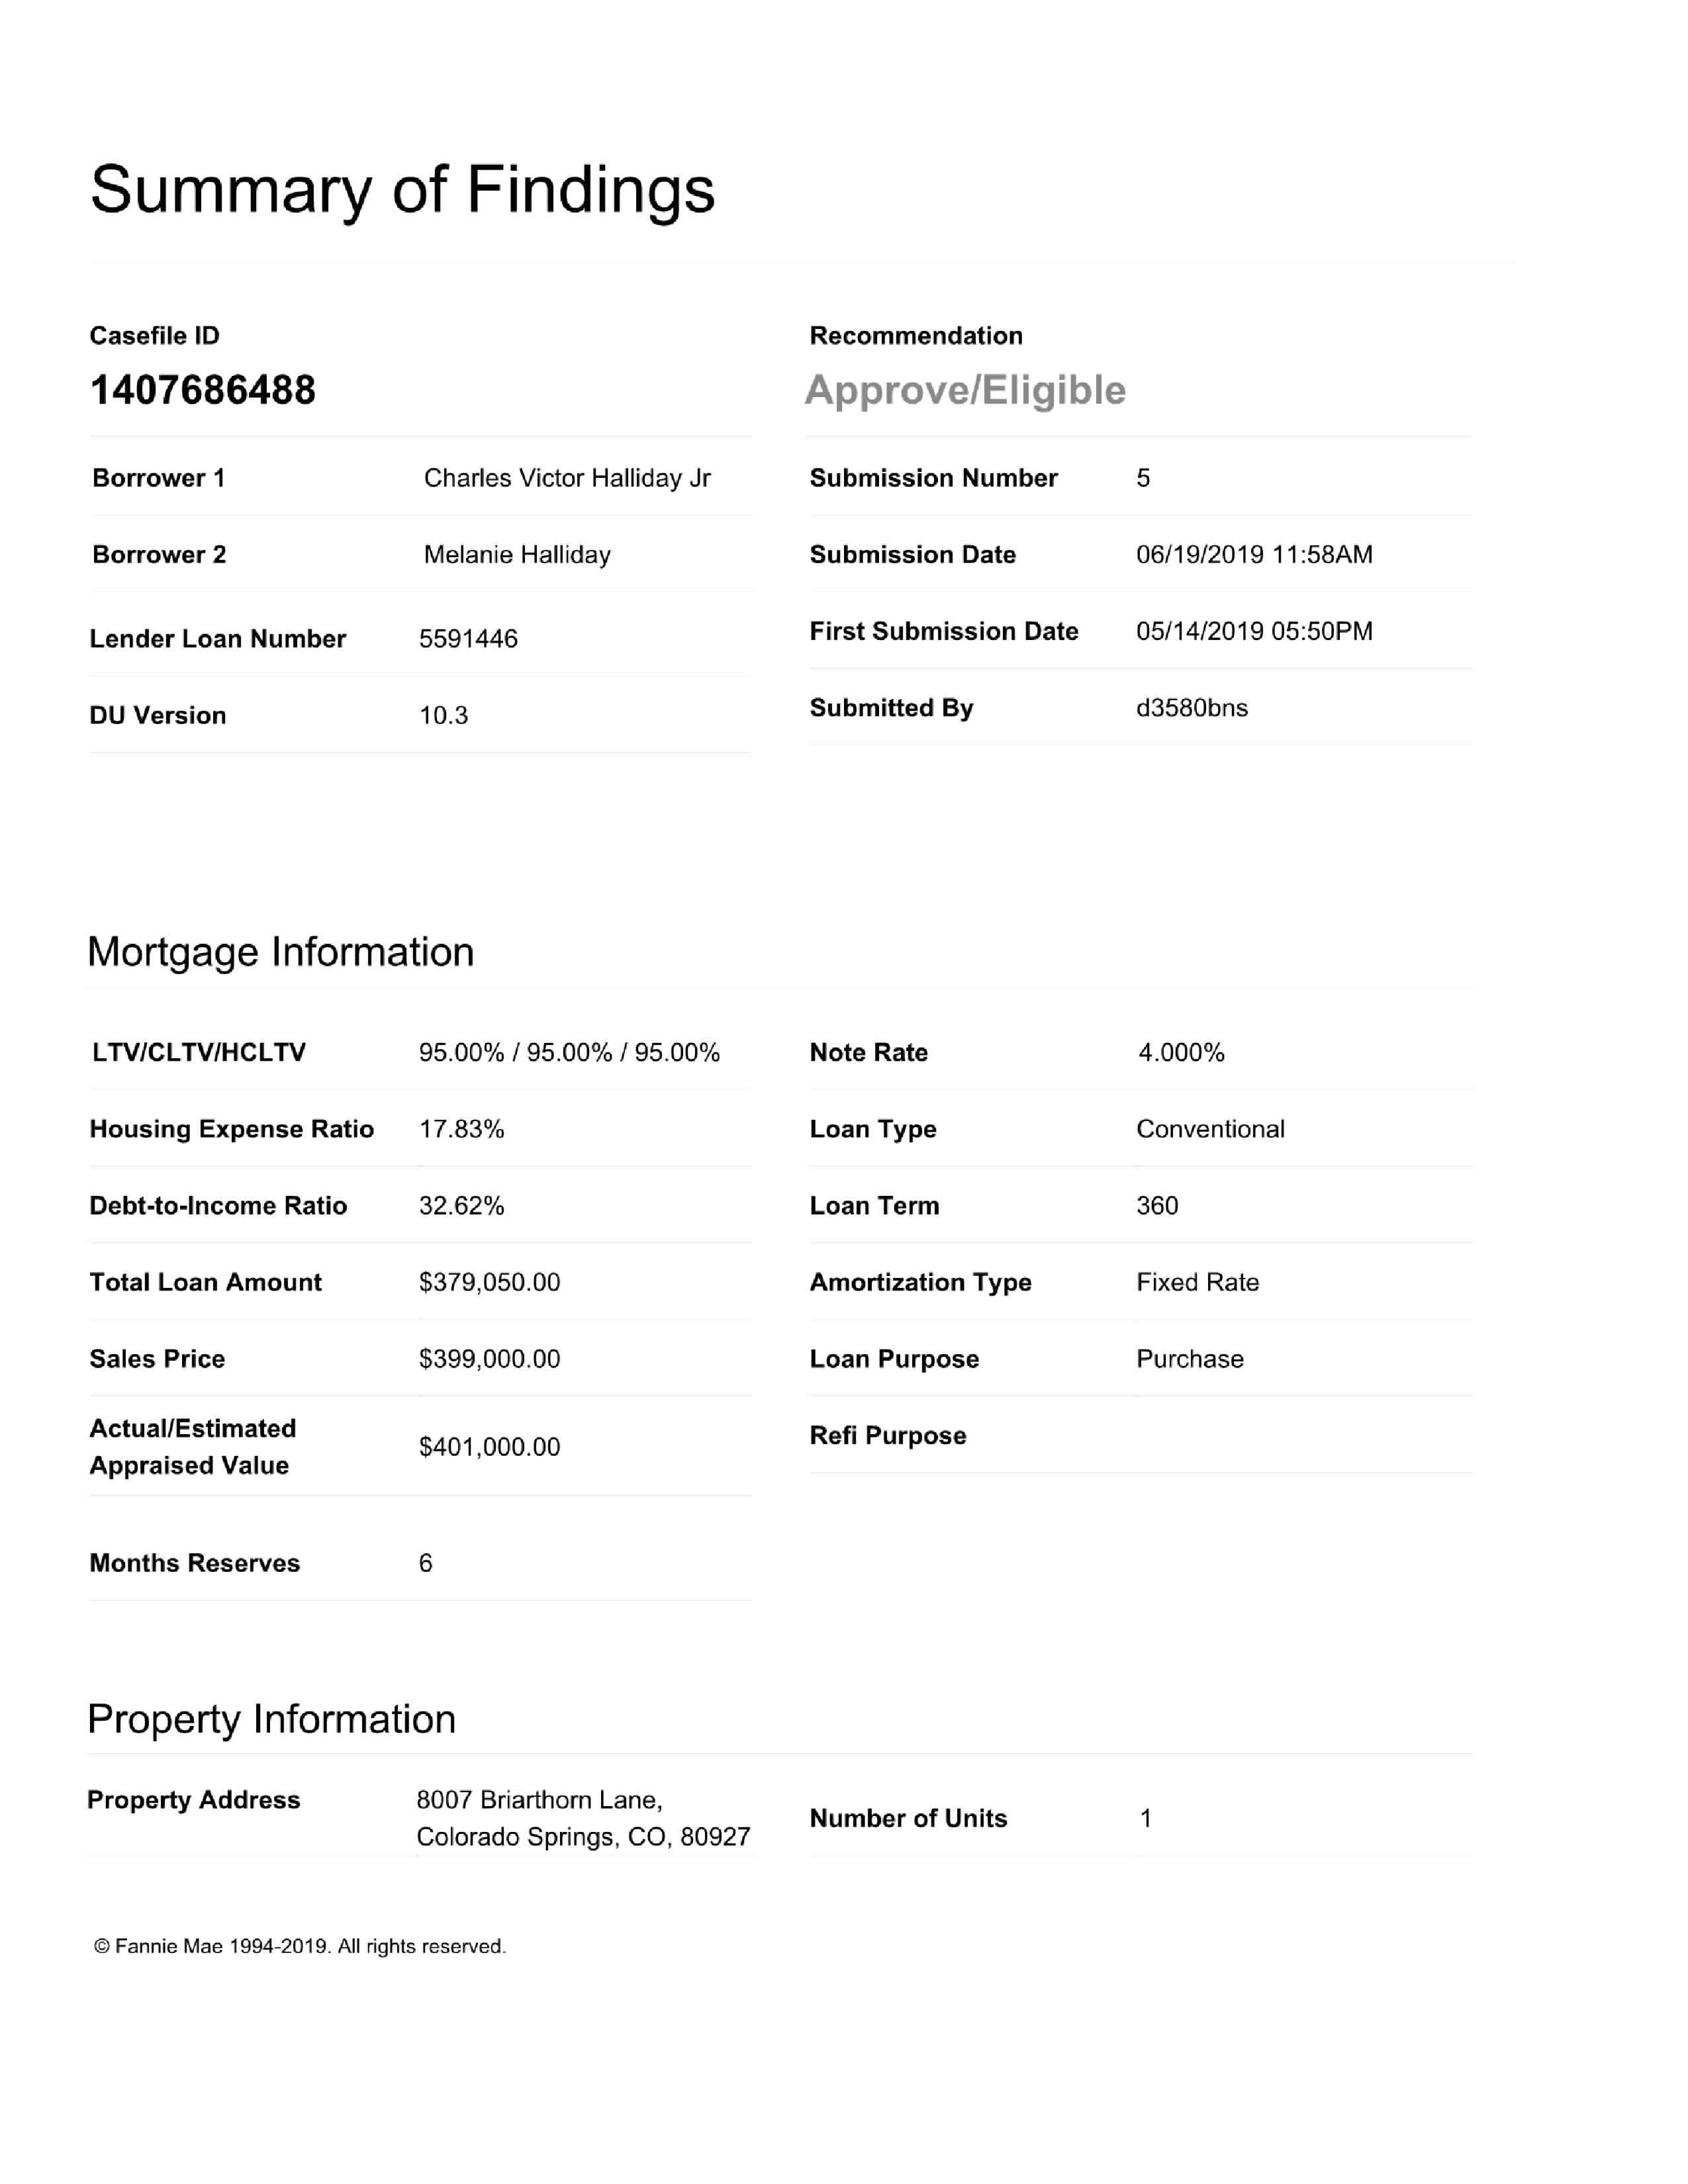 Summary of Findings
Casefile ID
1407686488
Borrower 1 Charles Victor Halliday Jr
Borrower 2 Melanie Halliday
Lender Loan Number 5591446
DU Version 10.3
Recommendation
Approve/Eligible
Submission Number 5
Submission Date 06/19/2019 11:58AM
First Submission Date 05/14/2019 05:50PM
Submitted By d3580bns
Mortgage Information
LTV/CLTV/HCLTV 95.00% / 95.00% / 95.00%
Housing Expense Ratio 17.83%
Debt-to-Income Ratio 32.62%
Total Loan Amount $379,050.00
Sales Price $399,000.00
Actual/Estimated
Appraised Value $401,000.00
Months Reserves 6
Note Rate 4.000%
Loan Type Conventional
Loan Term 360
Amortization Type Fixed Rate
Loan Purpose Purchase
Refi Purpose
Property Information
Property Address 8007 Briarthorn Lane,
Colorado Springs, CO, 80927
Number of Units 1
© Fannie Mae 1994-2019. All rights reserved.